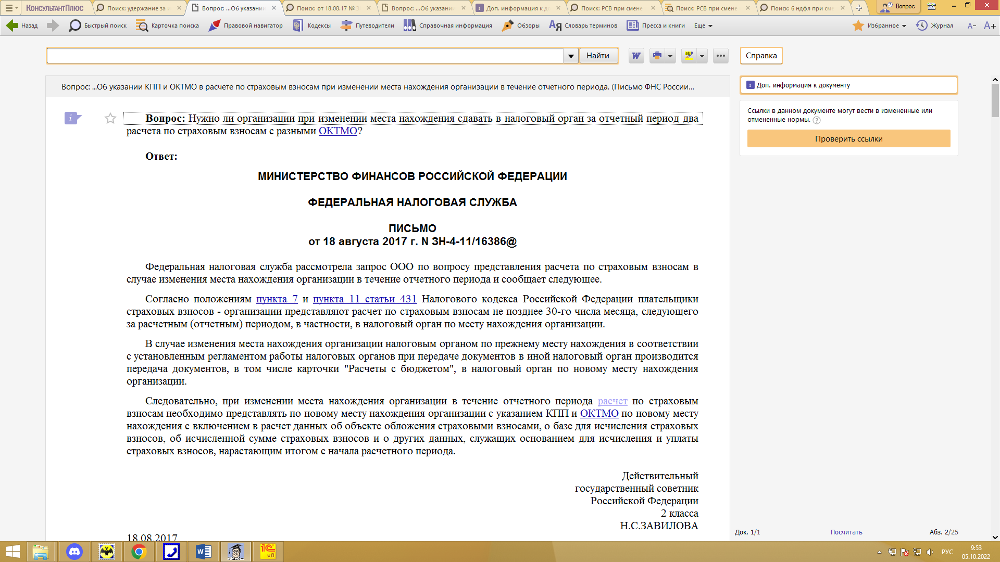 КОНСУЛЬТАНТПЛЮС
Поиск: удержание за
Вопрос: ...Об указани
Поиск: от 18.08.17 №
Вопрос: ...Об указани
Доп. информация к
Поиск: РСВ при смене
Поиск: РСВ при смене
Поиск: 6 ндфл при
Вопрос
Назад
Быстрый поиск
Карточка поиска
Правовой навигатор
Кодексы
Путеводители
Справочная информация
Обзоры
Словарь терминов
Пресса и книги
Еще
Избранное
Журнал
A−
A+
Найти
Справка
Вопрос: ...Об указании КПП и ОКТМО в расчете по страховым взносам при изменении места нахождения организации в течение отчетного периода. (Письмо ФНС России...
Вопрос: Нужно ли организации при изменении места нахождения сдавать в налоговый орган за отчетный период два
расчета по страховым взносам с разными ОКТМО?
Ответ:
МИНИСТЕРСТВО ФИНАНСОВ РОССИЙСКОЙ ФЕДЕРАЦИИ
ФЕДЕРАЛЬНАЯ НАЛОГОВАЯ СЛУЖБА
ПИСЬМО
от 18 августа 2017 г. N ЗН-4-11/16386@
Федеральная налоговая служба рассмотрела запрос ООО по вопросу представления расчета по страховым взносам в
случае изменения места нахождения организации в течение отчетного периода и сообщает следующее.
Согласно положениям пункта 7 и пункта 11 статьи 431 Налогового кодекса Российской Федерации плательщики
страховых взносов - организации представляют расчет по страховым взносам не позднее 30-го числа месяца, следующего
за расчетным (отчетным) периодом, в частности, в налоговый орган по месту нахождения организации.
В случае изменения места нахождения организации налоговым органом по прежнему месту нахождения в соответствии
с установленным регламентом работы налоговых органов при передаче документов в иной налоговый орган производится
передача документов, в том числе карточки "Расчеты с бюджетом", в налоговый орган по новому месту нахождения
организации.
Следовательно, при изменении места нахождения организации в течение отчетного периода расчет по страховым
взносам необходимо представлять по новому месту нахождения организации с указанием КПП и ОКТМО по новому месту
нахождения с включением в расчет данных об объекте обложения страховыми взносами, о базе для исчисления страховых
взносов, об исчисленной сумме страховых взносов и о других данных, служащих основанием для исчисления и уплаты
страховых взносов, нарастающим итогом с начала расчетного периода.
Действительный
государственный советник
Российской Федерации
2 класса
Н.С.ЗАВИЛОВА
18.08.2017
Доп. информация к документу
Ссылки в данном документе могут вести в измененные или
отмененные нормы.
Проверить ссылки
Док. 1/1
Посчитать
Абз. 2/25
РУС
9:53
05.10.2022